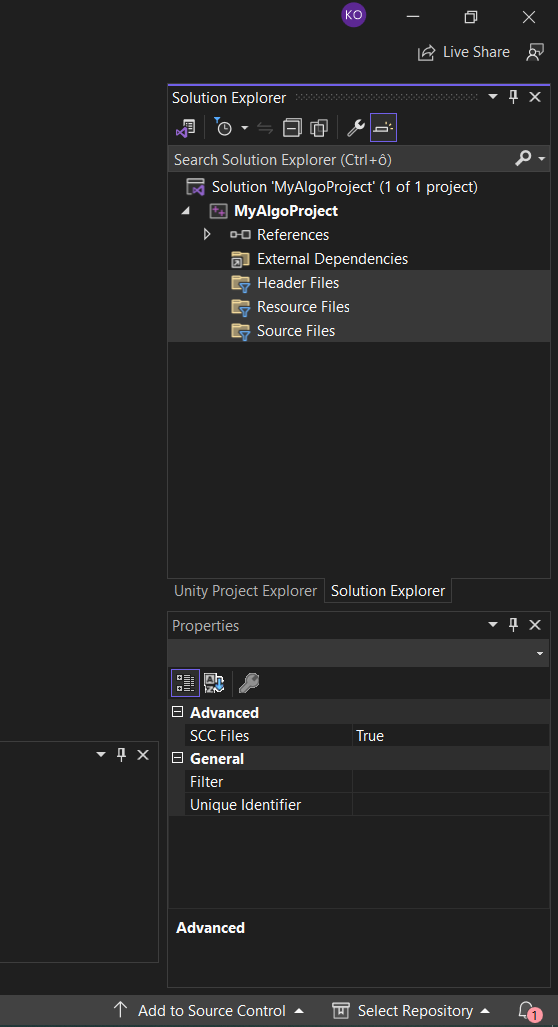 KO
Live Share
Solution Explorer
Search Solution Explorer (Ctrl+ô)
Solution 'MyAlgoProject' (1 of 1 project)
MyAlgoProject
References
External Dependencies
Header Files
Resource Files
Source Files
Unity Project Explorer Solution Explorer
Properties
Advanced
SCC Files True
General
Filter
Unique Identifier
Advanced
Add to Source Control Select Repository 1